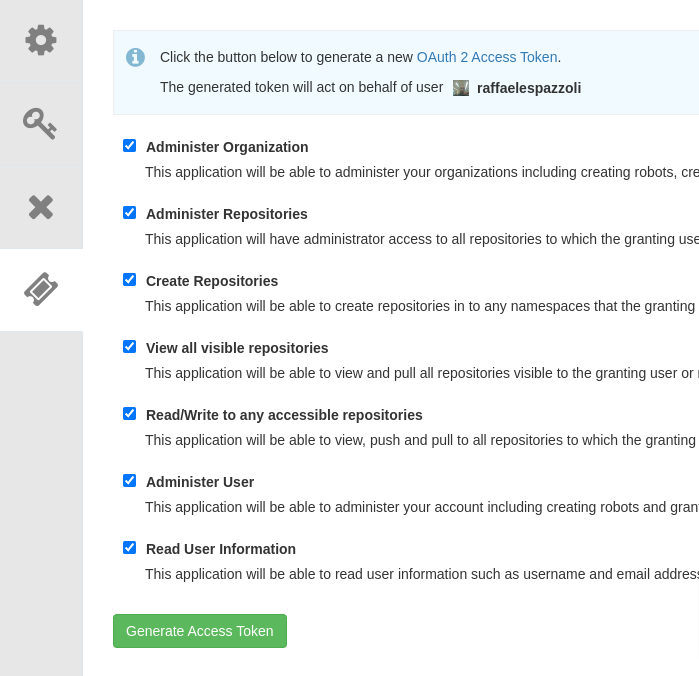 Click the button below to generate a new OAuth 2 Access Token.
The generated token will act on behalf of user raffaelespazzoli
Administer Organization
This application will be able to administer your organizations including creating robots, cre
Administer Repositories
This application will have administrator access to all repositories to which the granting use
Create Repositories
This application will be able to create repositories in to any namespaces that the granting
View all visible repositories
This application will be able to view and pull all repositories visible to the granting user or
Read/Write to any accessible repositories
This application will be able to view, push and pull to all repositories to which the granting
Administer User
This application will be able to administer your account including creating robots and gran
Read User Information
This application will be able to read user information such as username and email address
Generate Access Token